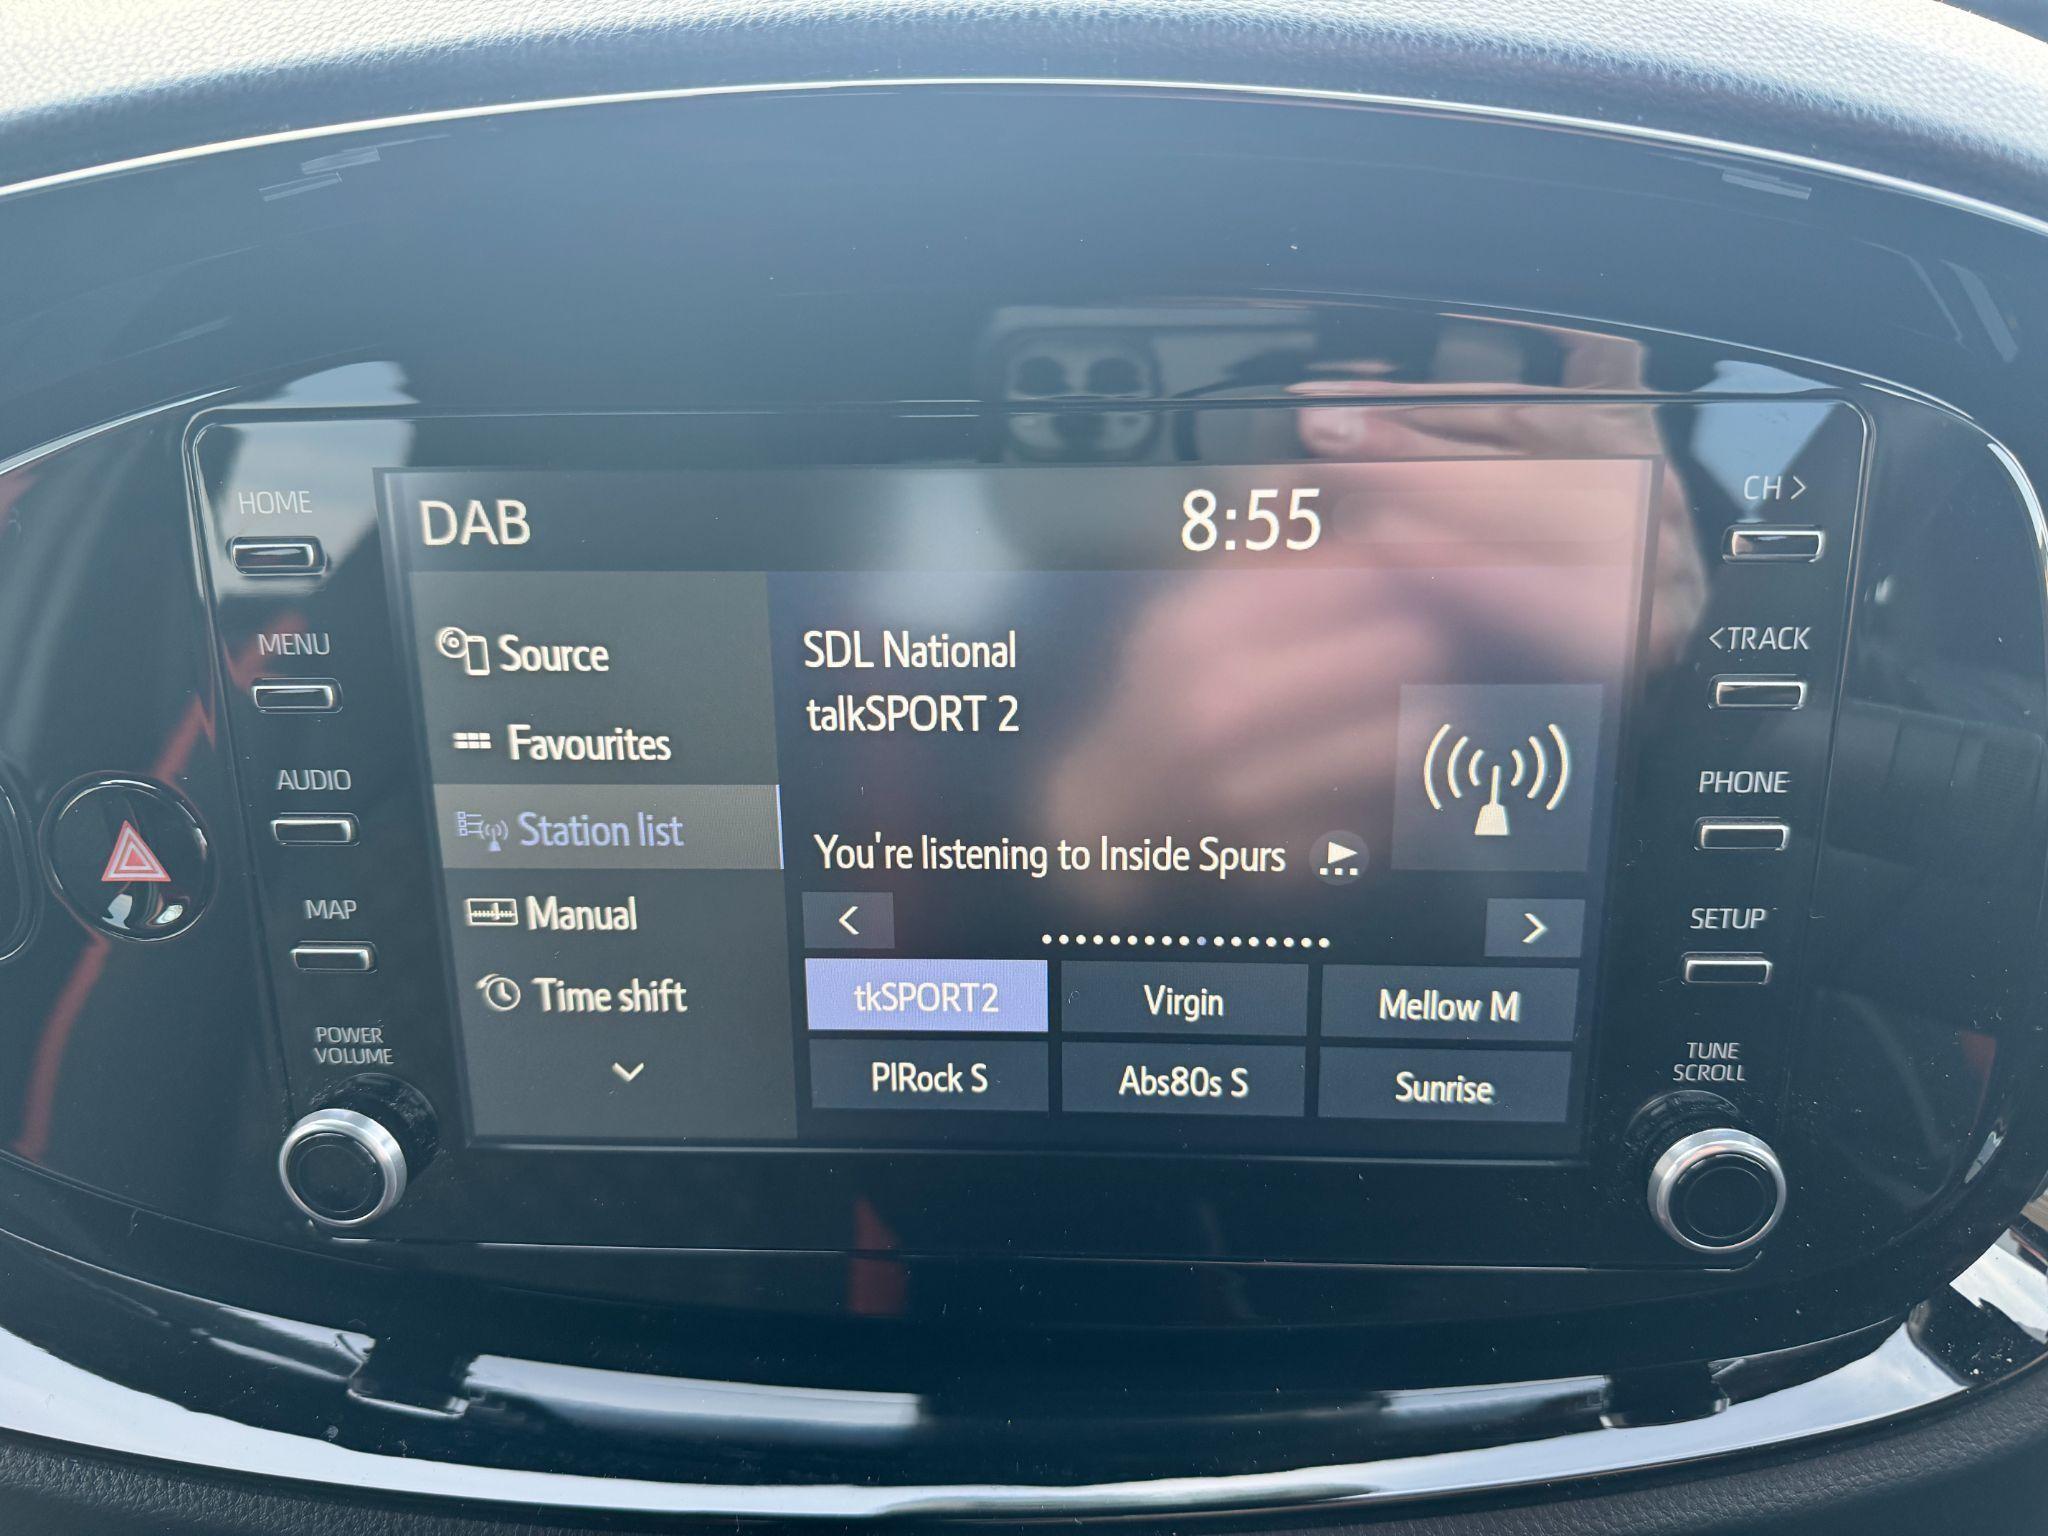 HOME
MENU
AUDIO
MAP
POWER
VOLUME
DAB
8:55
Source
Favourites
Station list
Manual
Time shift
SDL National
talkSPORT 2
You're listening to Inside Spurs
tkSPORT2
Virgin
Mellow M
PlRock S
Abs80s S
Sunrise
CH >
<TRACK
PHONE
SETUP
TUNE
SCROLL